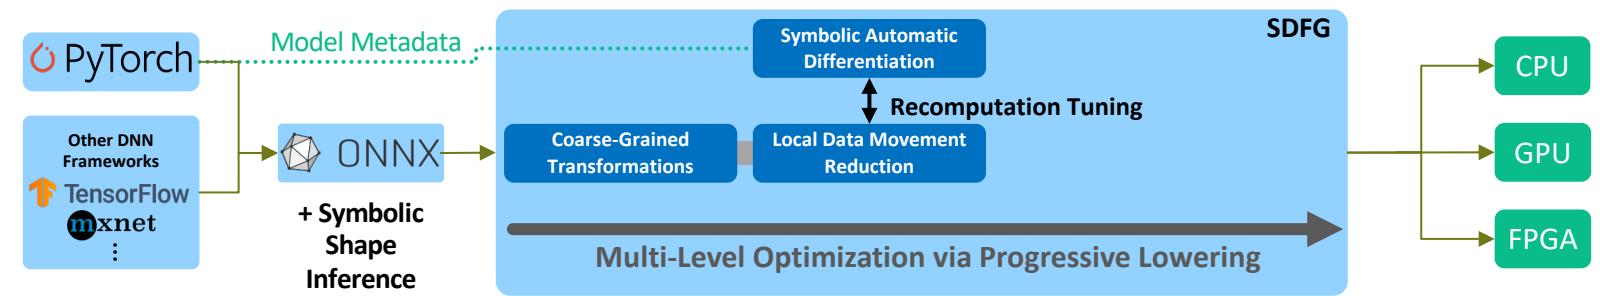 PyTorch
Model Metadata
Other DNN
Frameworks
TensorFlow
mxnet
⋮
ONNX
+ Symbolic
Shape
Inference
SDFG
Symbolic Automatic
Differentiation
Recomputation Tuning
Coarse-Grained
Transformations
Local Data Movement
Reduction
Multi-Level Optimization via Progressive Lowering
CPU
GPU
FPGA